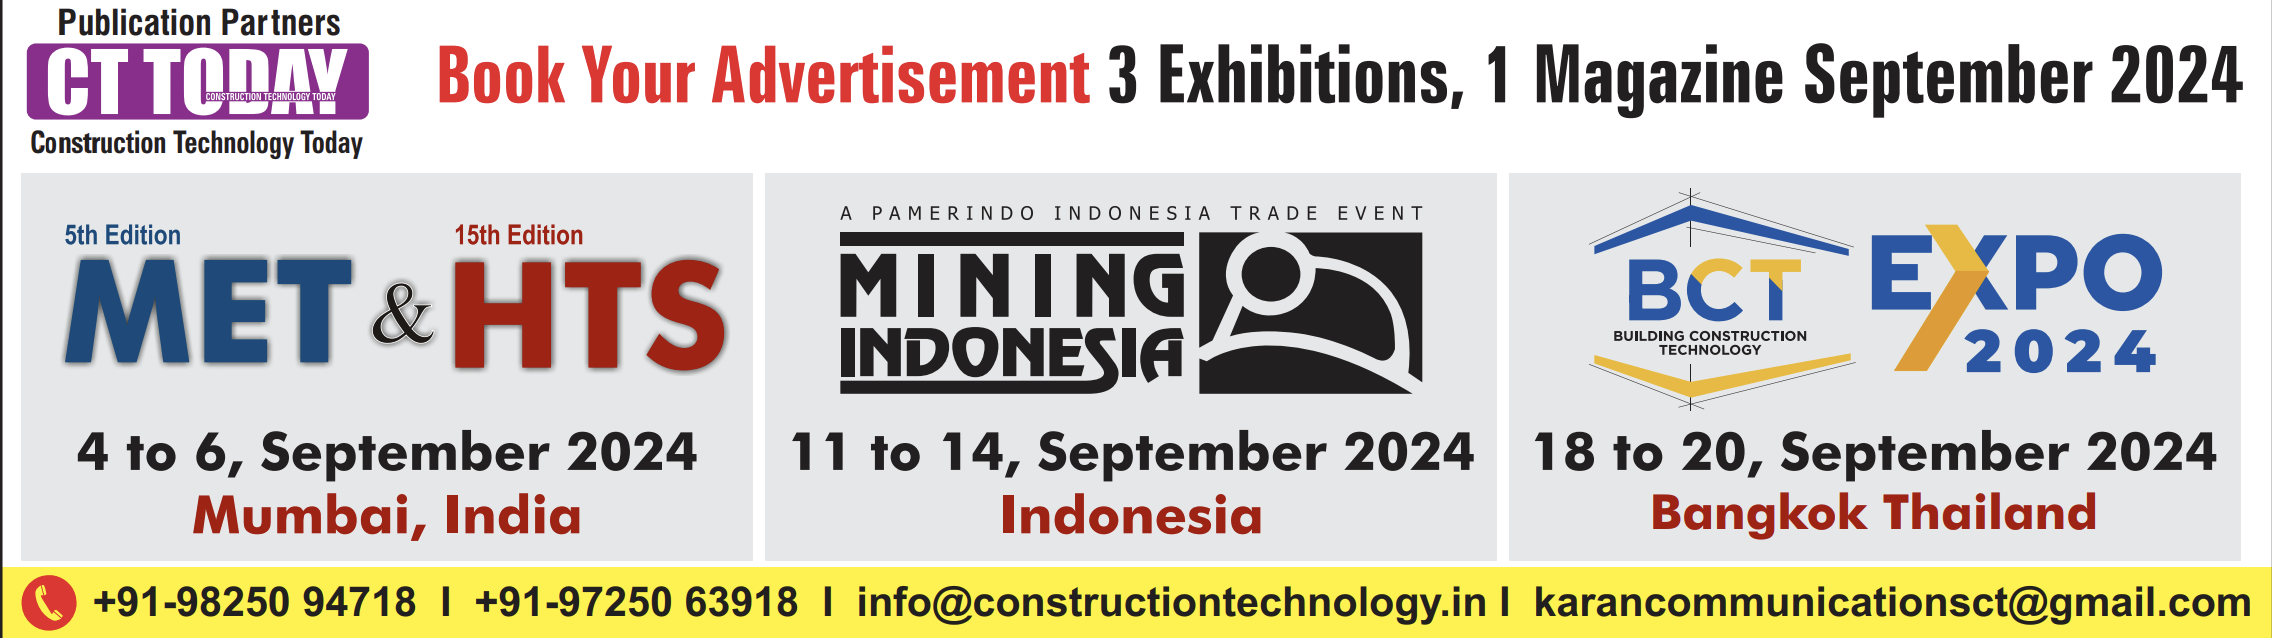 Publication Partners
CT TODAY
CONSTRUCTION TECHNOLOGY TODAY
Construction Technology Today
Book Your Advertisement 3 Exhibitions, 1 Magazine September 2024
5th Edition
MET & 15th Edition
HTS
4 to 6, September 2024
Mumbai, India
A PAMERINDO INDONESIA TRADE EVENT
MINING
INDONESIA
11 to 14, September 2024
Indonesia
BCT
BUILDING CONSTRUCTION
TECHNOLOGY
EXPO
2024
18 to 20, September 2024
Bangkok Thailand
+91-98250 94718 I +91-97250 63918 I info@constructiontechnology.in I karancommunicationsct@gmail.com